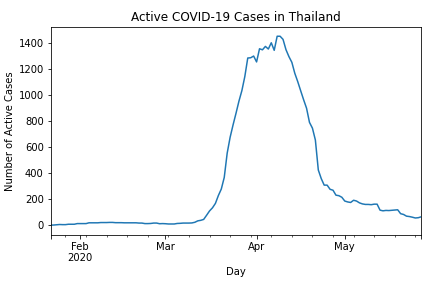 Active COVID-19 Cases in Thailand
Number of Active Cases
1400
1200
1000
800
600
400
200
0
Feb
2020
Mar
Apr
May
Day